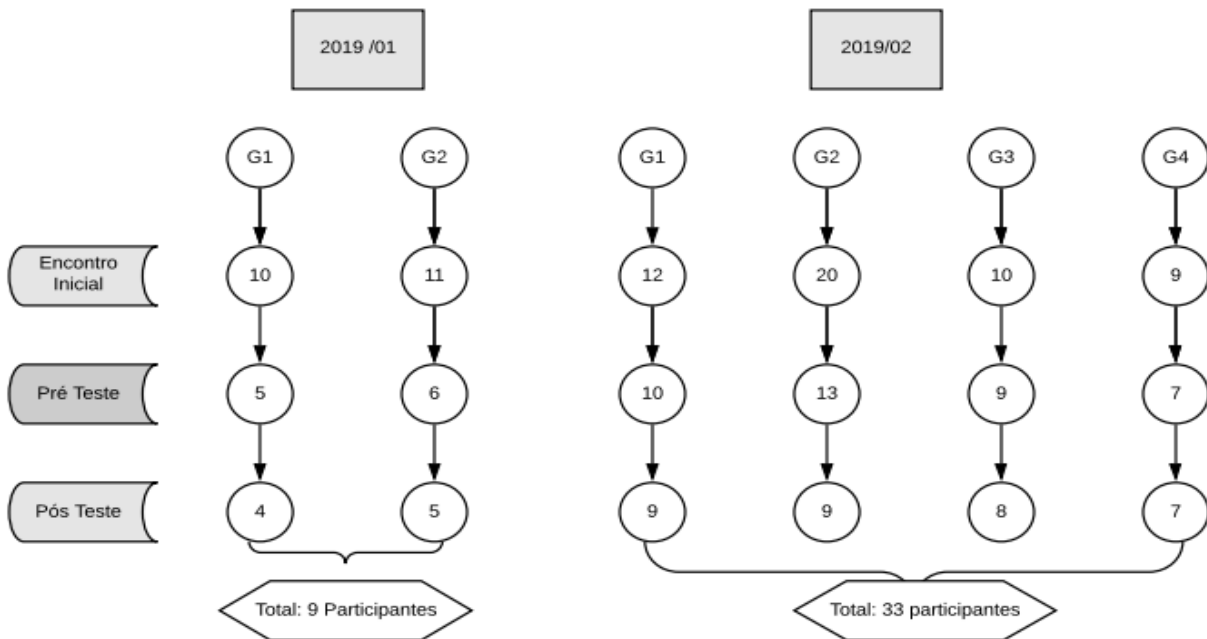 2019 /01
2019/02
G1
G2
G1
G2
G3
G4
Encontro
Inicial
10
11
12
20
10
9
Pré Teste
5
6
10
13
9
7
Pós Teste
4
5
9
9
8
7
Total: 9 Participantes
Total: 33 participantes